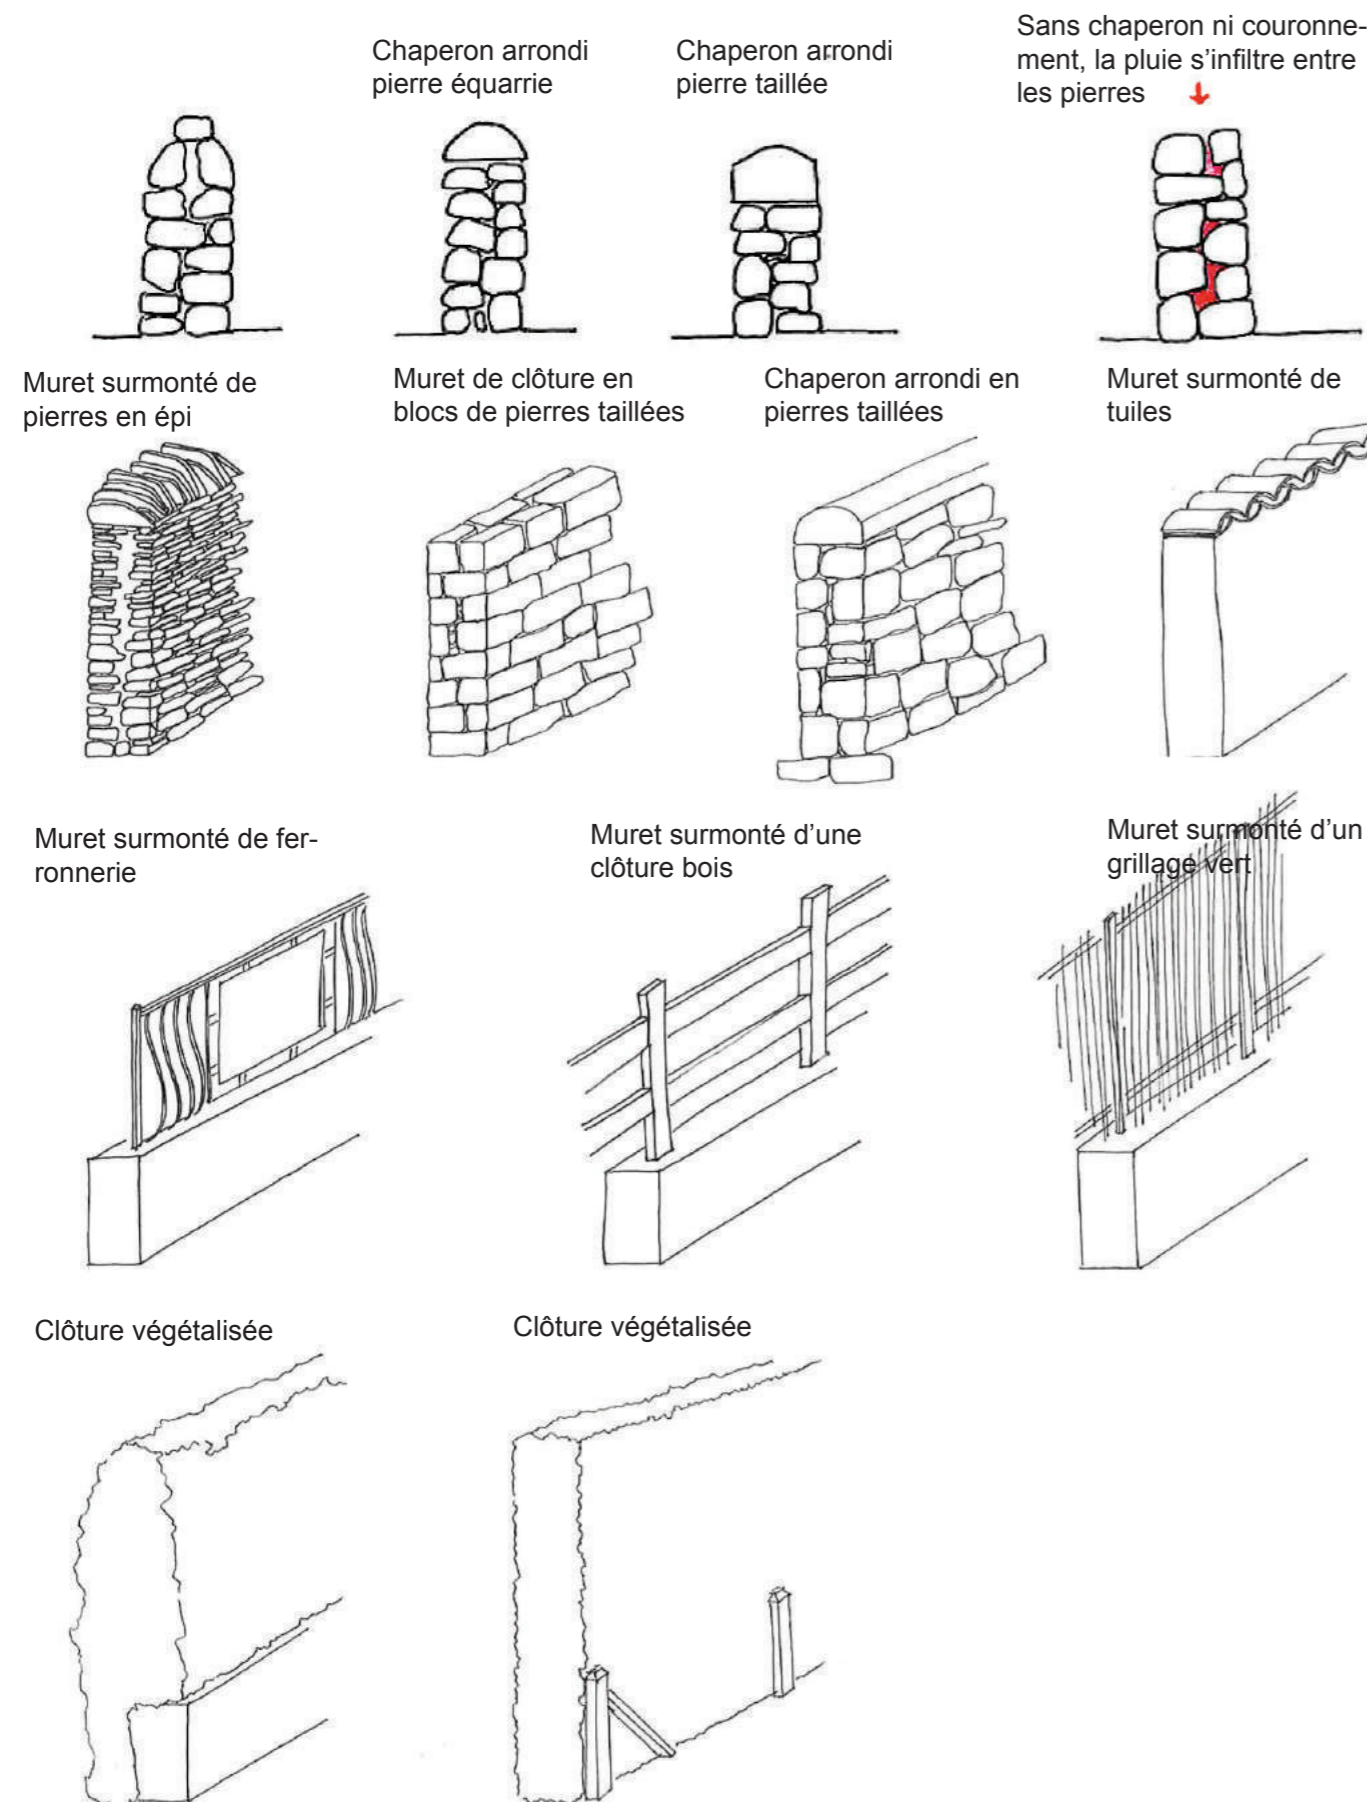 Chaperon arrondi
pierre équarrie
Chaperon arrondi
pierre taillée
Sans chaperon ni couronne-
ment, la pluie s'infiltre entre
les pierres
Muret surmonté de
pierres en épi
Muret de clôture en
blocs de pierres taillées
Chaperon arrondi en
pierres taillées
Muret surmonté de
tuiles
Muret surmonté de fer-
ronnerie
Muret surmonté d'une
clôture bois
Muret surmonté d'un
grillage vert
Clôture végétalisée
Clôture végétalisée